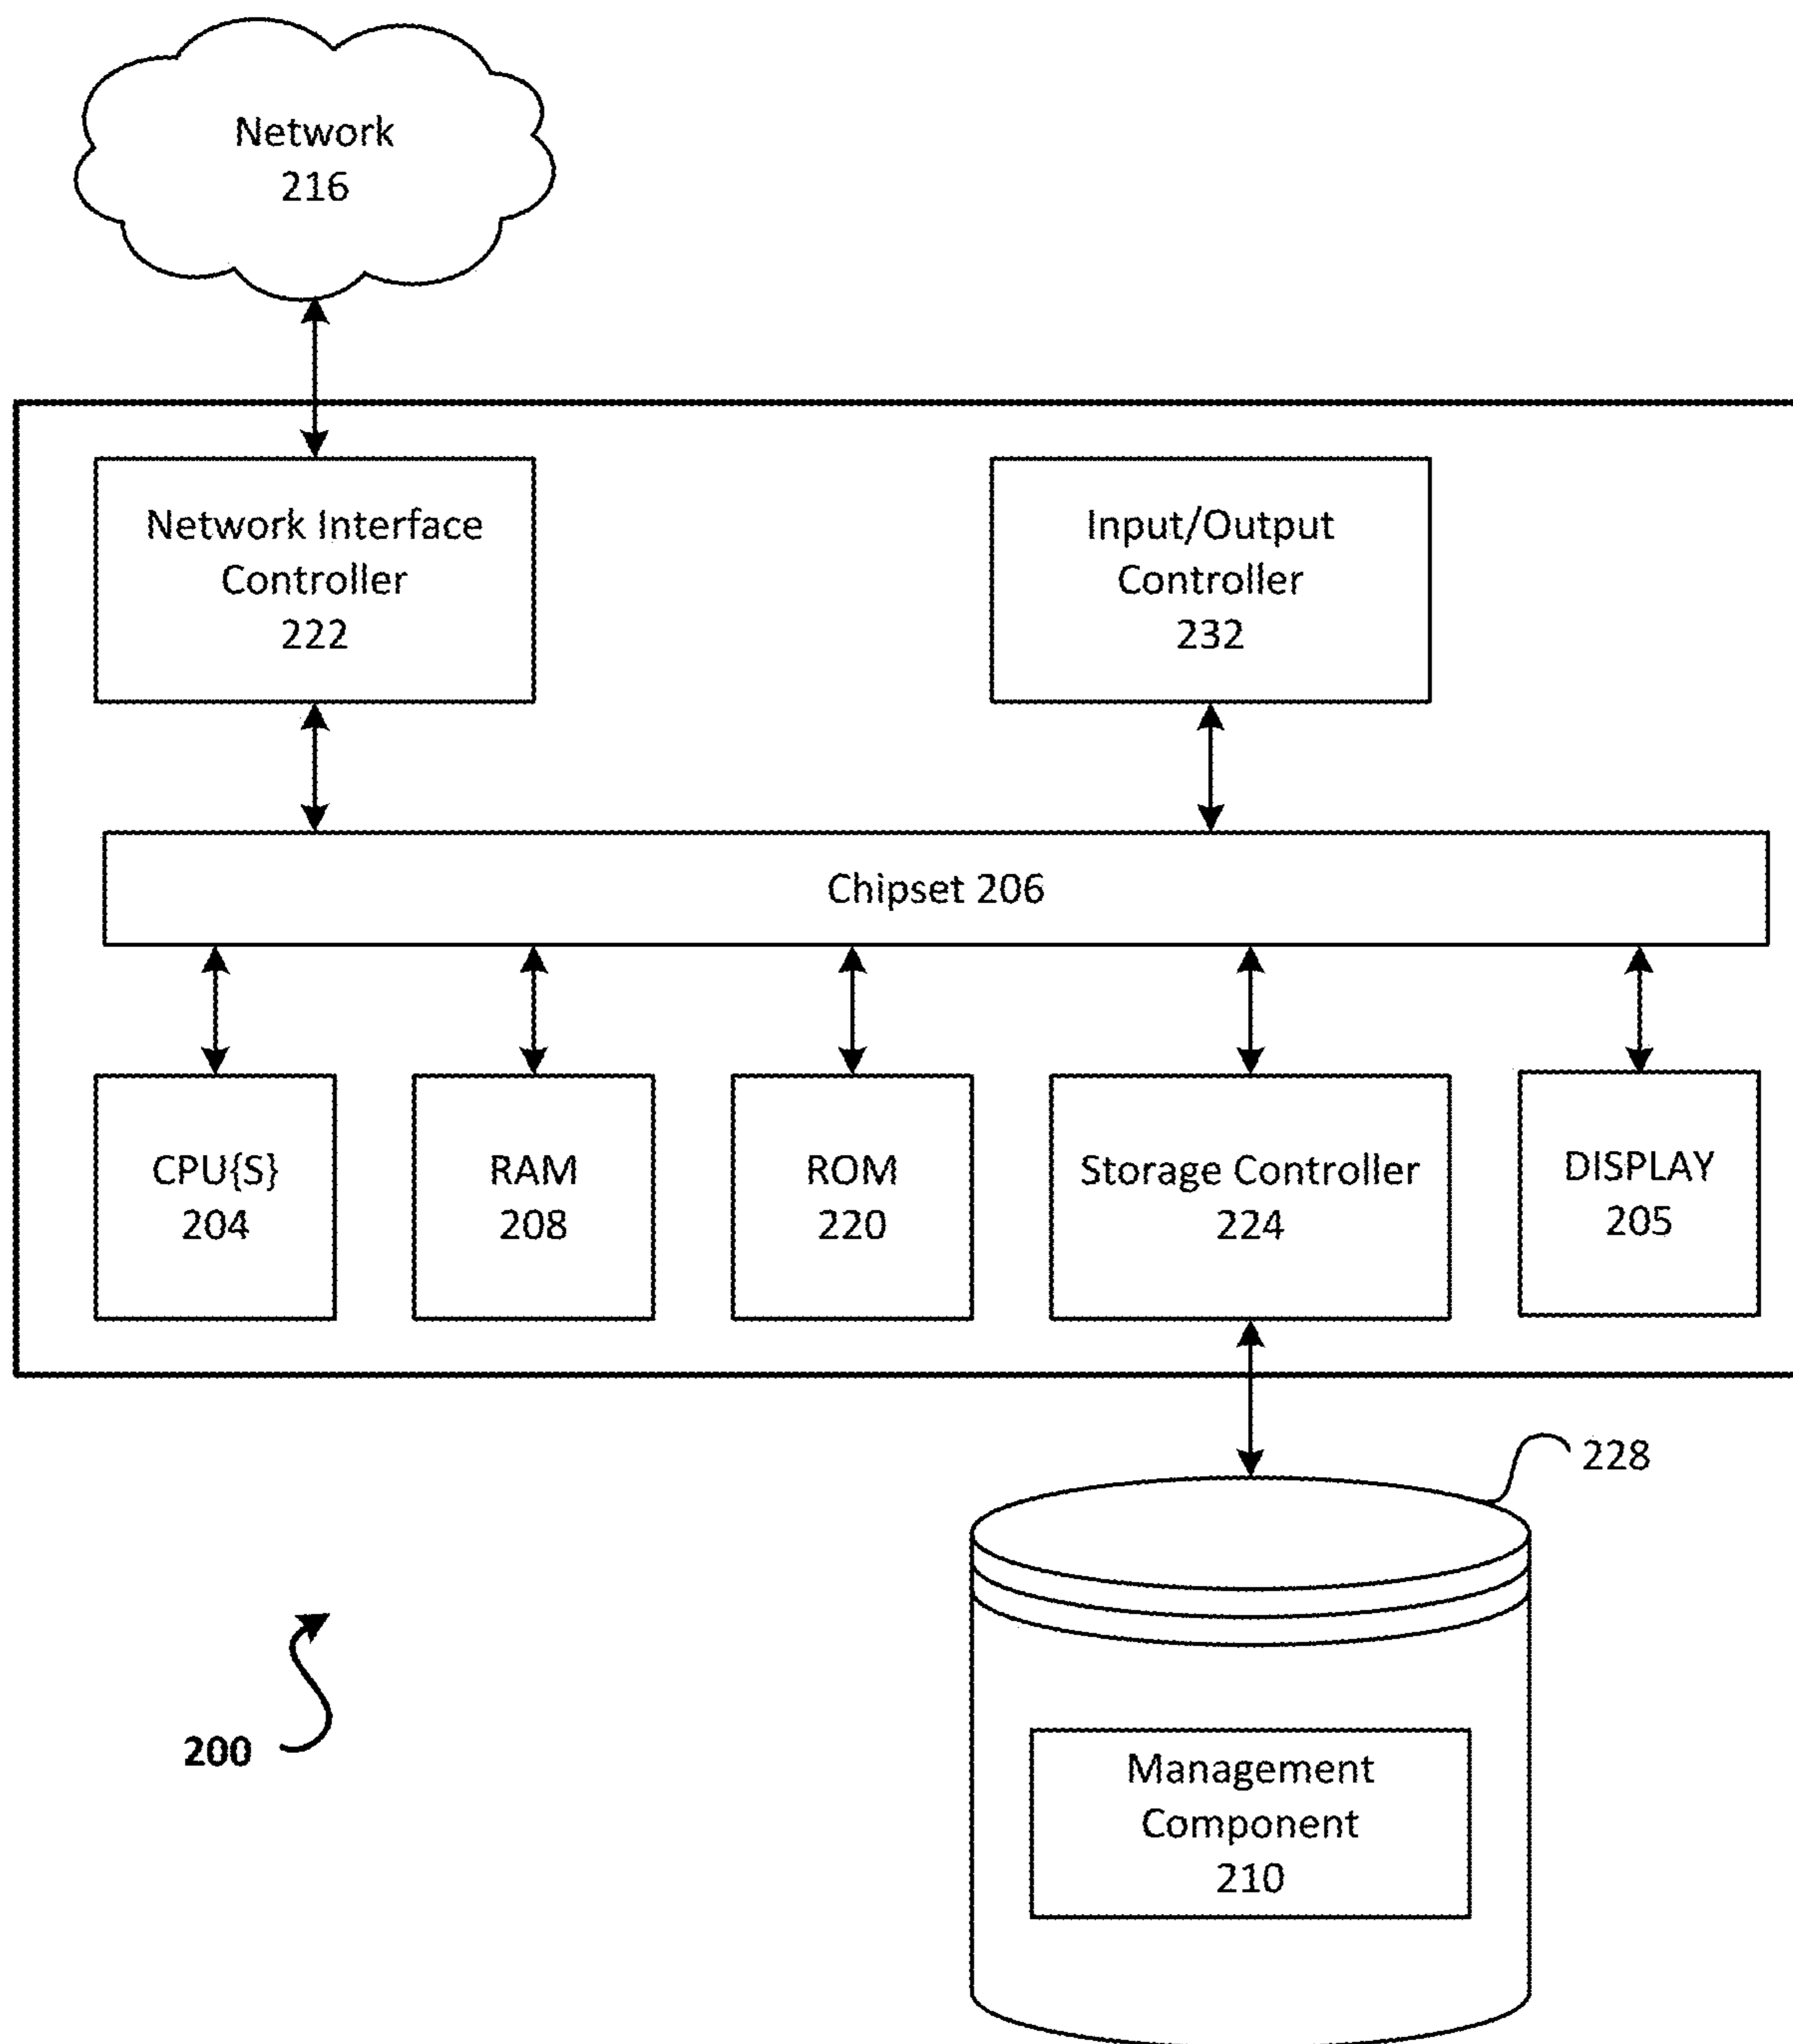 Network
216
Network Interface
Controller
222
Input/Output
Controller
232
Chipset 206
CPU{S}
204
RAM
208
ROM
220
Storage Controller
224
DISPLAY
205
228
200
Management
Component
210